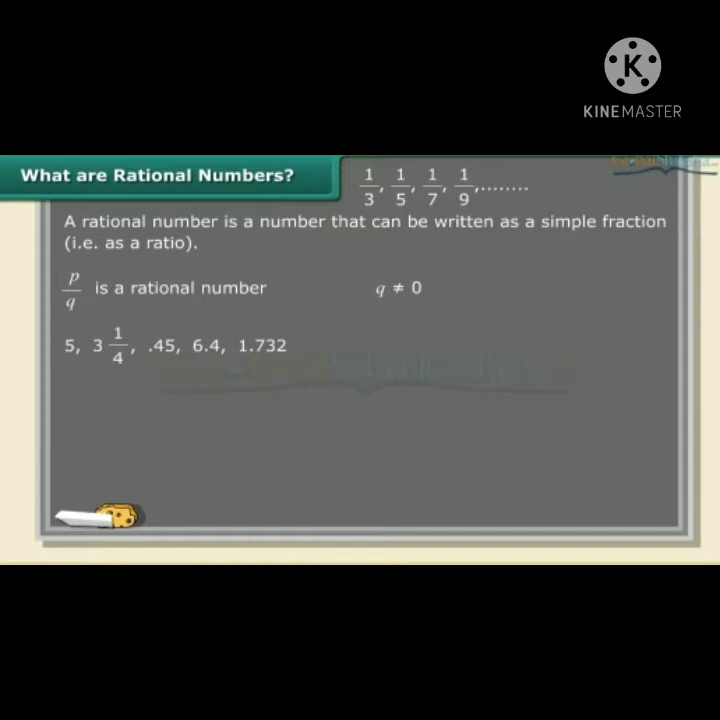 KINEMASTER
What are Rational Numbers?
1/3, 1/5, 1/7, 1/9,........
A rational number is a number that can be written as a simple fraction
(i.e. as a ratio).
p/q is a rational number q ≠ 0
5, 3 1/4, .45, 6.4, 1.732